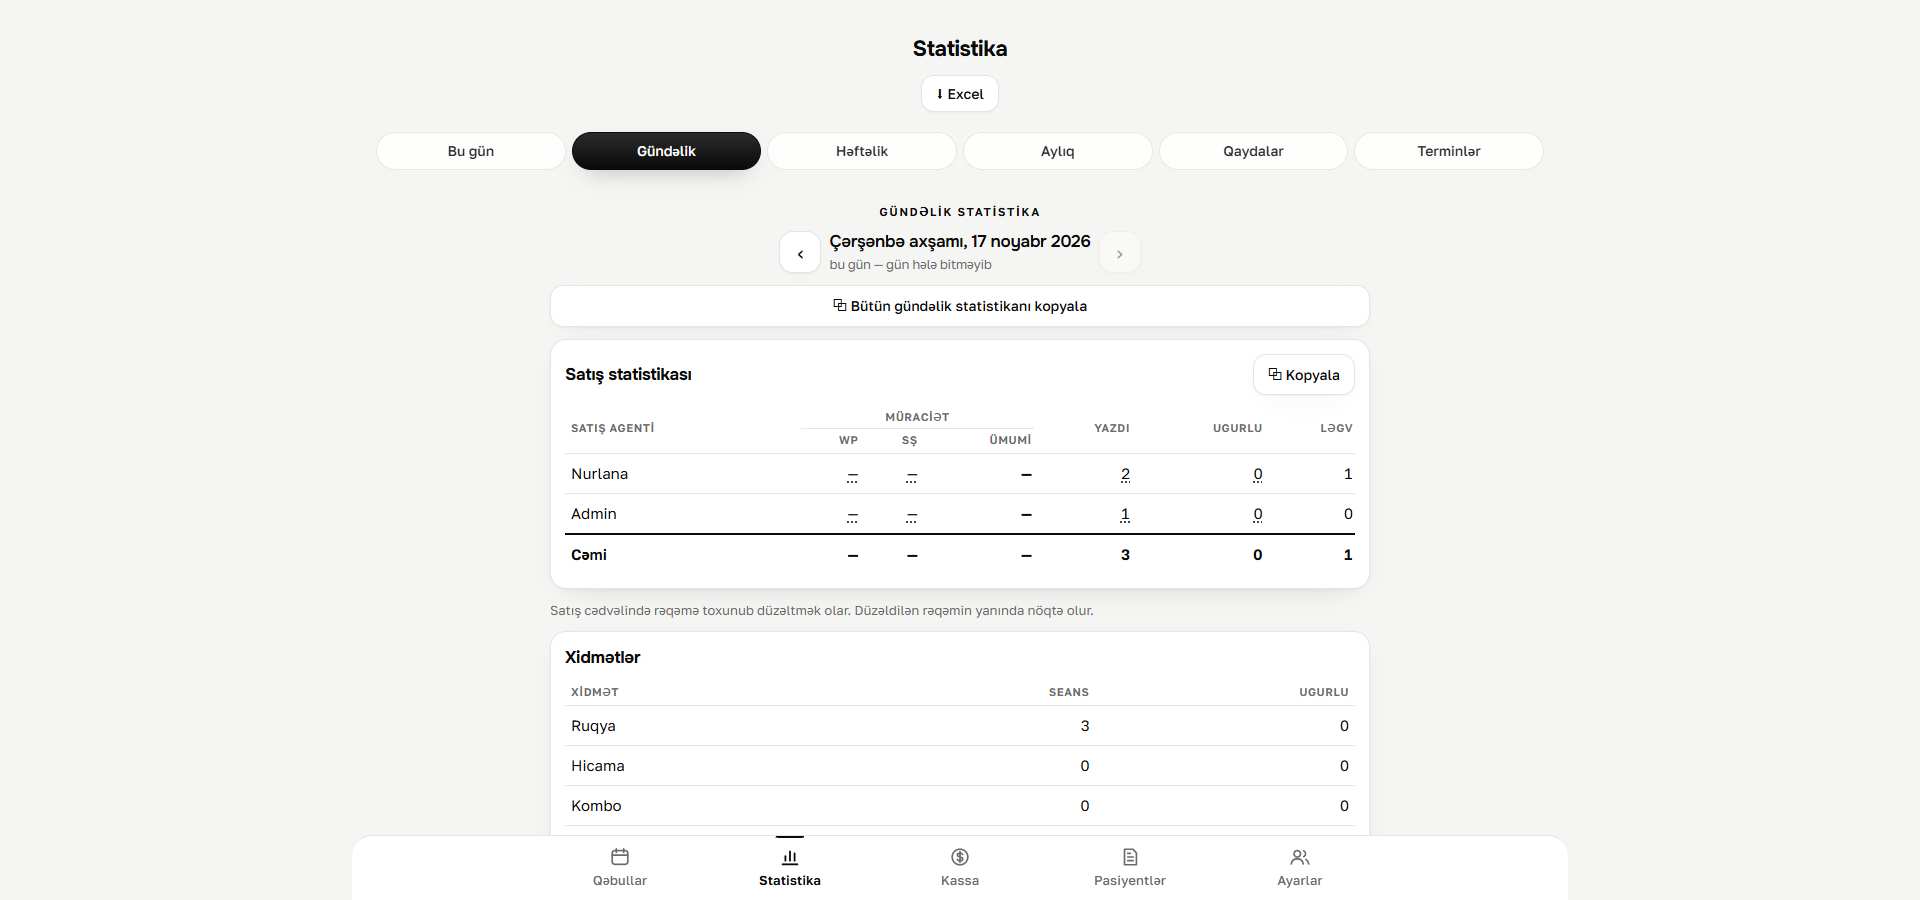 Statistika
⭳ Excel
Bu gün Gündəlik Həftəlik Aylıq Qaydalar Terminlər
GÜNDƏLİK STATİSTİKA
‹ Çərşənbə axşamı, 17 noyabr 2026 ›
bu gün — gün hələ bitməyib
Bütün gündəlik statistikanı kopyala
Satış statistikası Kopyala
MÜRACİƏT
SATIŞ AGENTİ YAZDI UGURLU LƏGV
WP SŞ ÜMUMİ
Nurlana — — — 2 0 1
Admin — — — 1 0 0
Cəmi — — — 3 0 1
Satış cədvəlində rəqəmə toxunub düzəltmək olar. Düzəldilən rəqəmin yanında nöqtə olur.
Xidmətlər
XİDMƏT SEANS UGURLU
Ruqya 3 0
Hicama 0 0
Kombo 0 0
Qəbullar Statistika Kassa Pasiyentlər Ayarlar